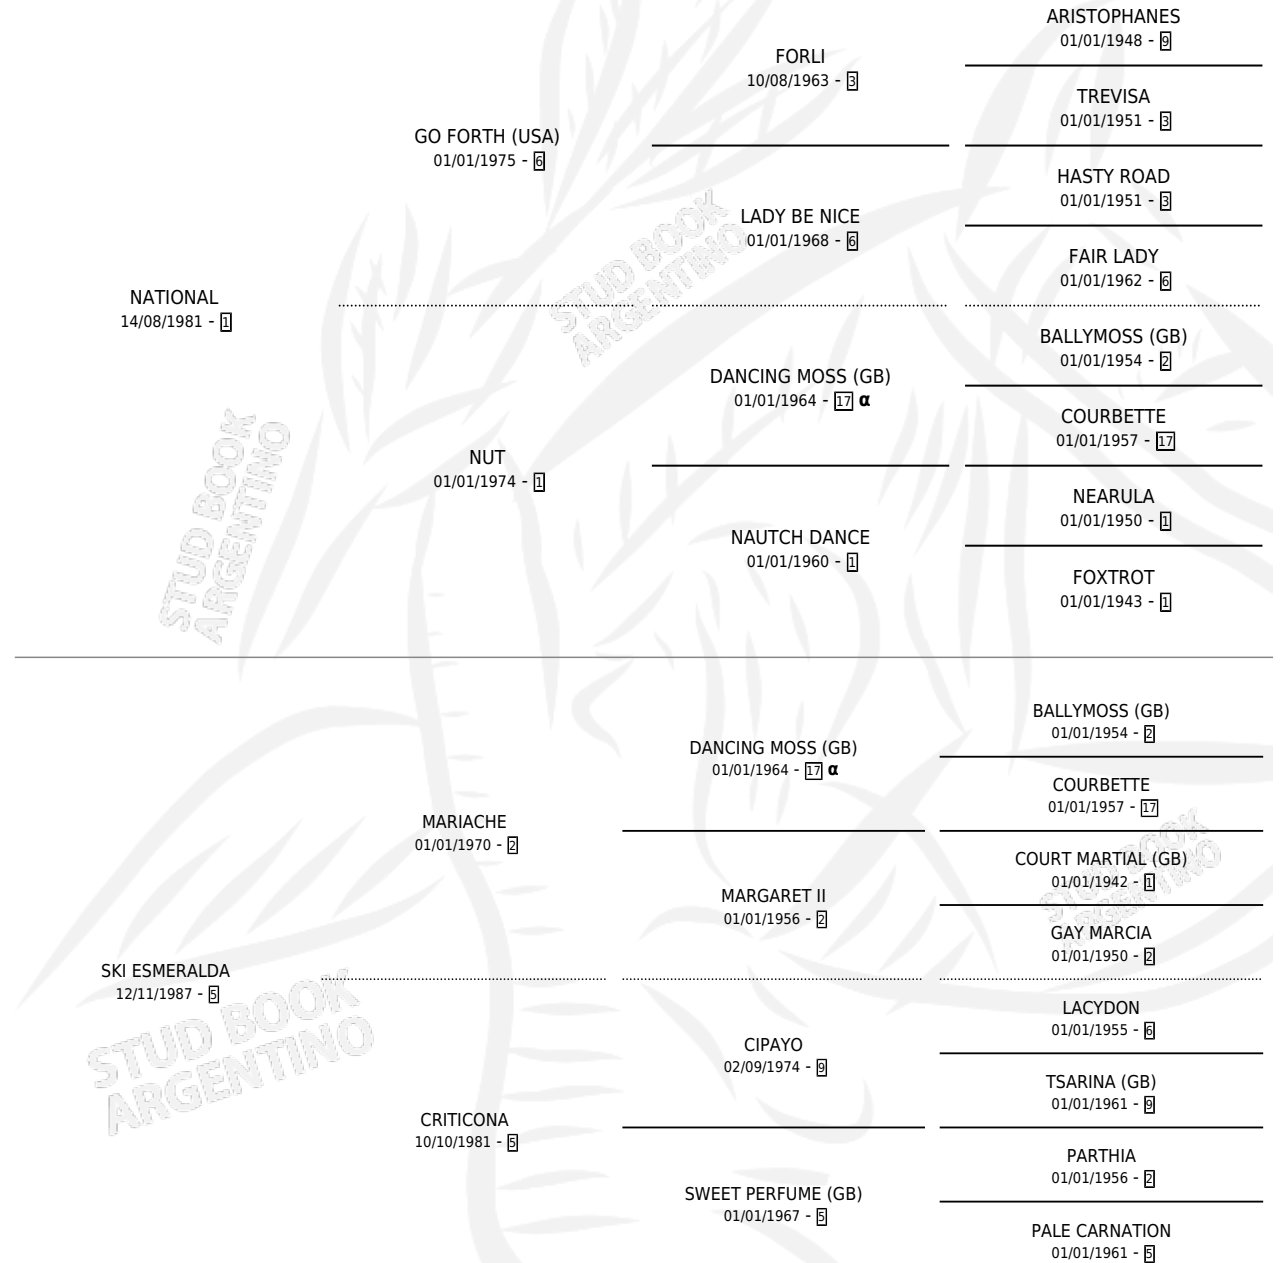 ARISTOPHANES
01/01/1948 - 9
FORLI
10/08/1963 - 3
TREVISA
01/01/1951 - 3
GO FORTH (USA)
01/01/1975 - 6
HASTY ROAD
01/01/1951 - 3
LADY BE NICE
01/01/1968 - 6
FAIR LADY
01/01/1962 - 6
NATIONAL
14/08/1981 - 1
BALLYMOSS (GB)
01/01/1954 - 2
DANCING MOSS (GB)
01/01/1964 - 17 α
COURBETTE
01/01/1957 - 17
NUT
01/01/1974 - 1
NEARULA
01/01/1950 - 1
NAUTCH DANCE
01/01/1960 - 1
FOXTROT
01/01/1943 - 1
STUD BOOK
ARGENTINO
STUD BOOK
ARGENTINO
BALLYMOSS (GB)
01/01/1954 - 2
DANCING MOSS (GB)
01/01/1964 - 17 α
COURBETTE
01/01/1957 - 17
MARIACHE
01/01/1970 - 2
COURT MARTIAL (GB)
01/01/1942 - 1
MARGARET II
01/01/1956 - 2
GAY MARCIA
01/01/1950 - 2
SKI ESMERALDA
12/11/1987 - 5
LACYDON
01/01/1955 - 6
CIPAYO
02/09/1974 - 9
TSARINA (GB)
01/01/1961 - 9
CRITICONA
10/10/1981 - 5
PARTHIA
01/01/1956 - 2
SWEET PERFUME (GB)
01/01/1967 - 5
PALE CARNATION
01/01/1961 - 5
STUD BOOK
ARGENTINO
STUD BOOK
ARGENTINO